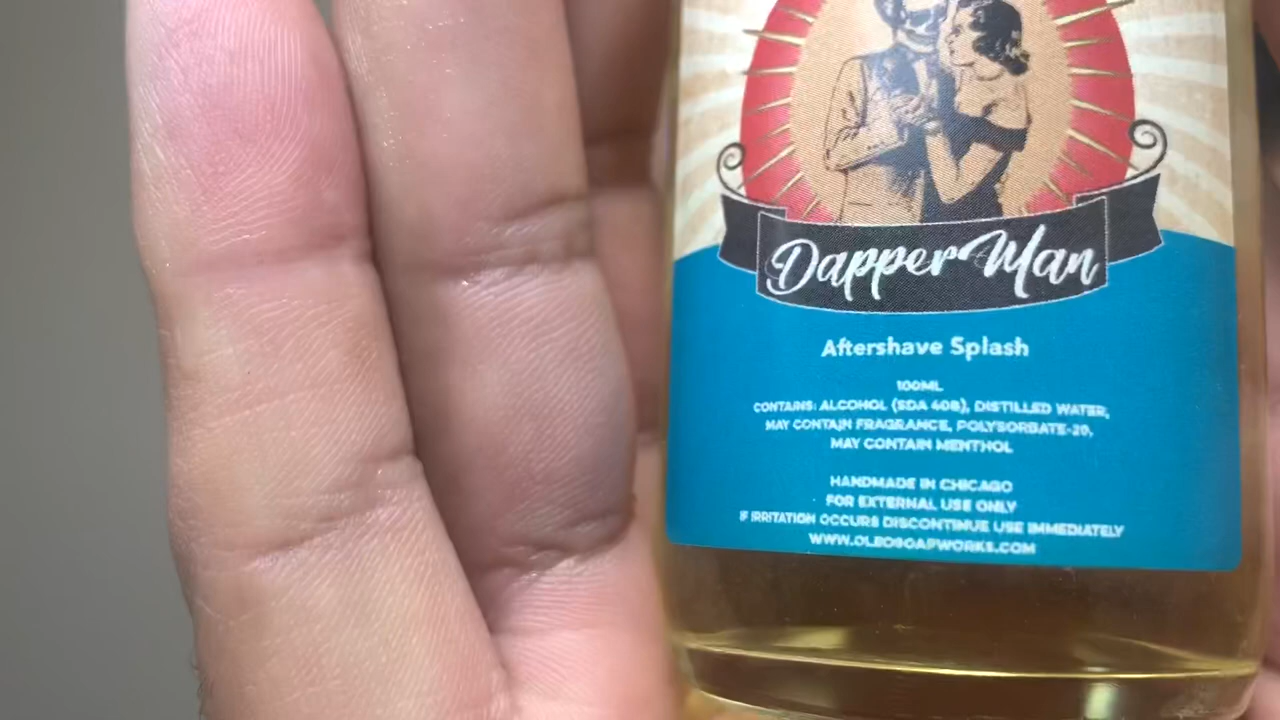 Dapper Man
Aftershave Splash
100ML
CONTAINS: ALCOHOL (SDA 40B), DISTILLED WATER,
MAY CONTAIN FRAGRANCE, POLYSORBATE-20,
MAY CONTAIN MENTHOL
HANDMADE IN CHICAGO
FOR EXTERNAL USE ONLY
IF IRRITATION OCCURS DISCONTINUE USE IMMEDIATELY
WWW.OLEOSOAPWORKS.COM